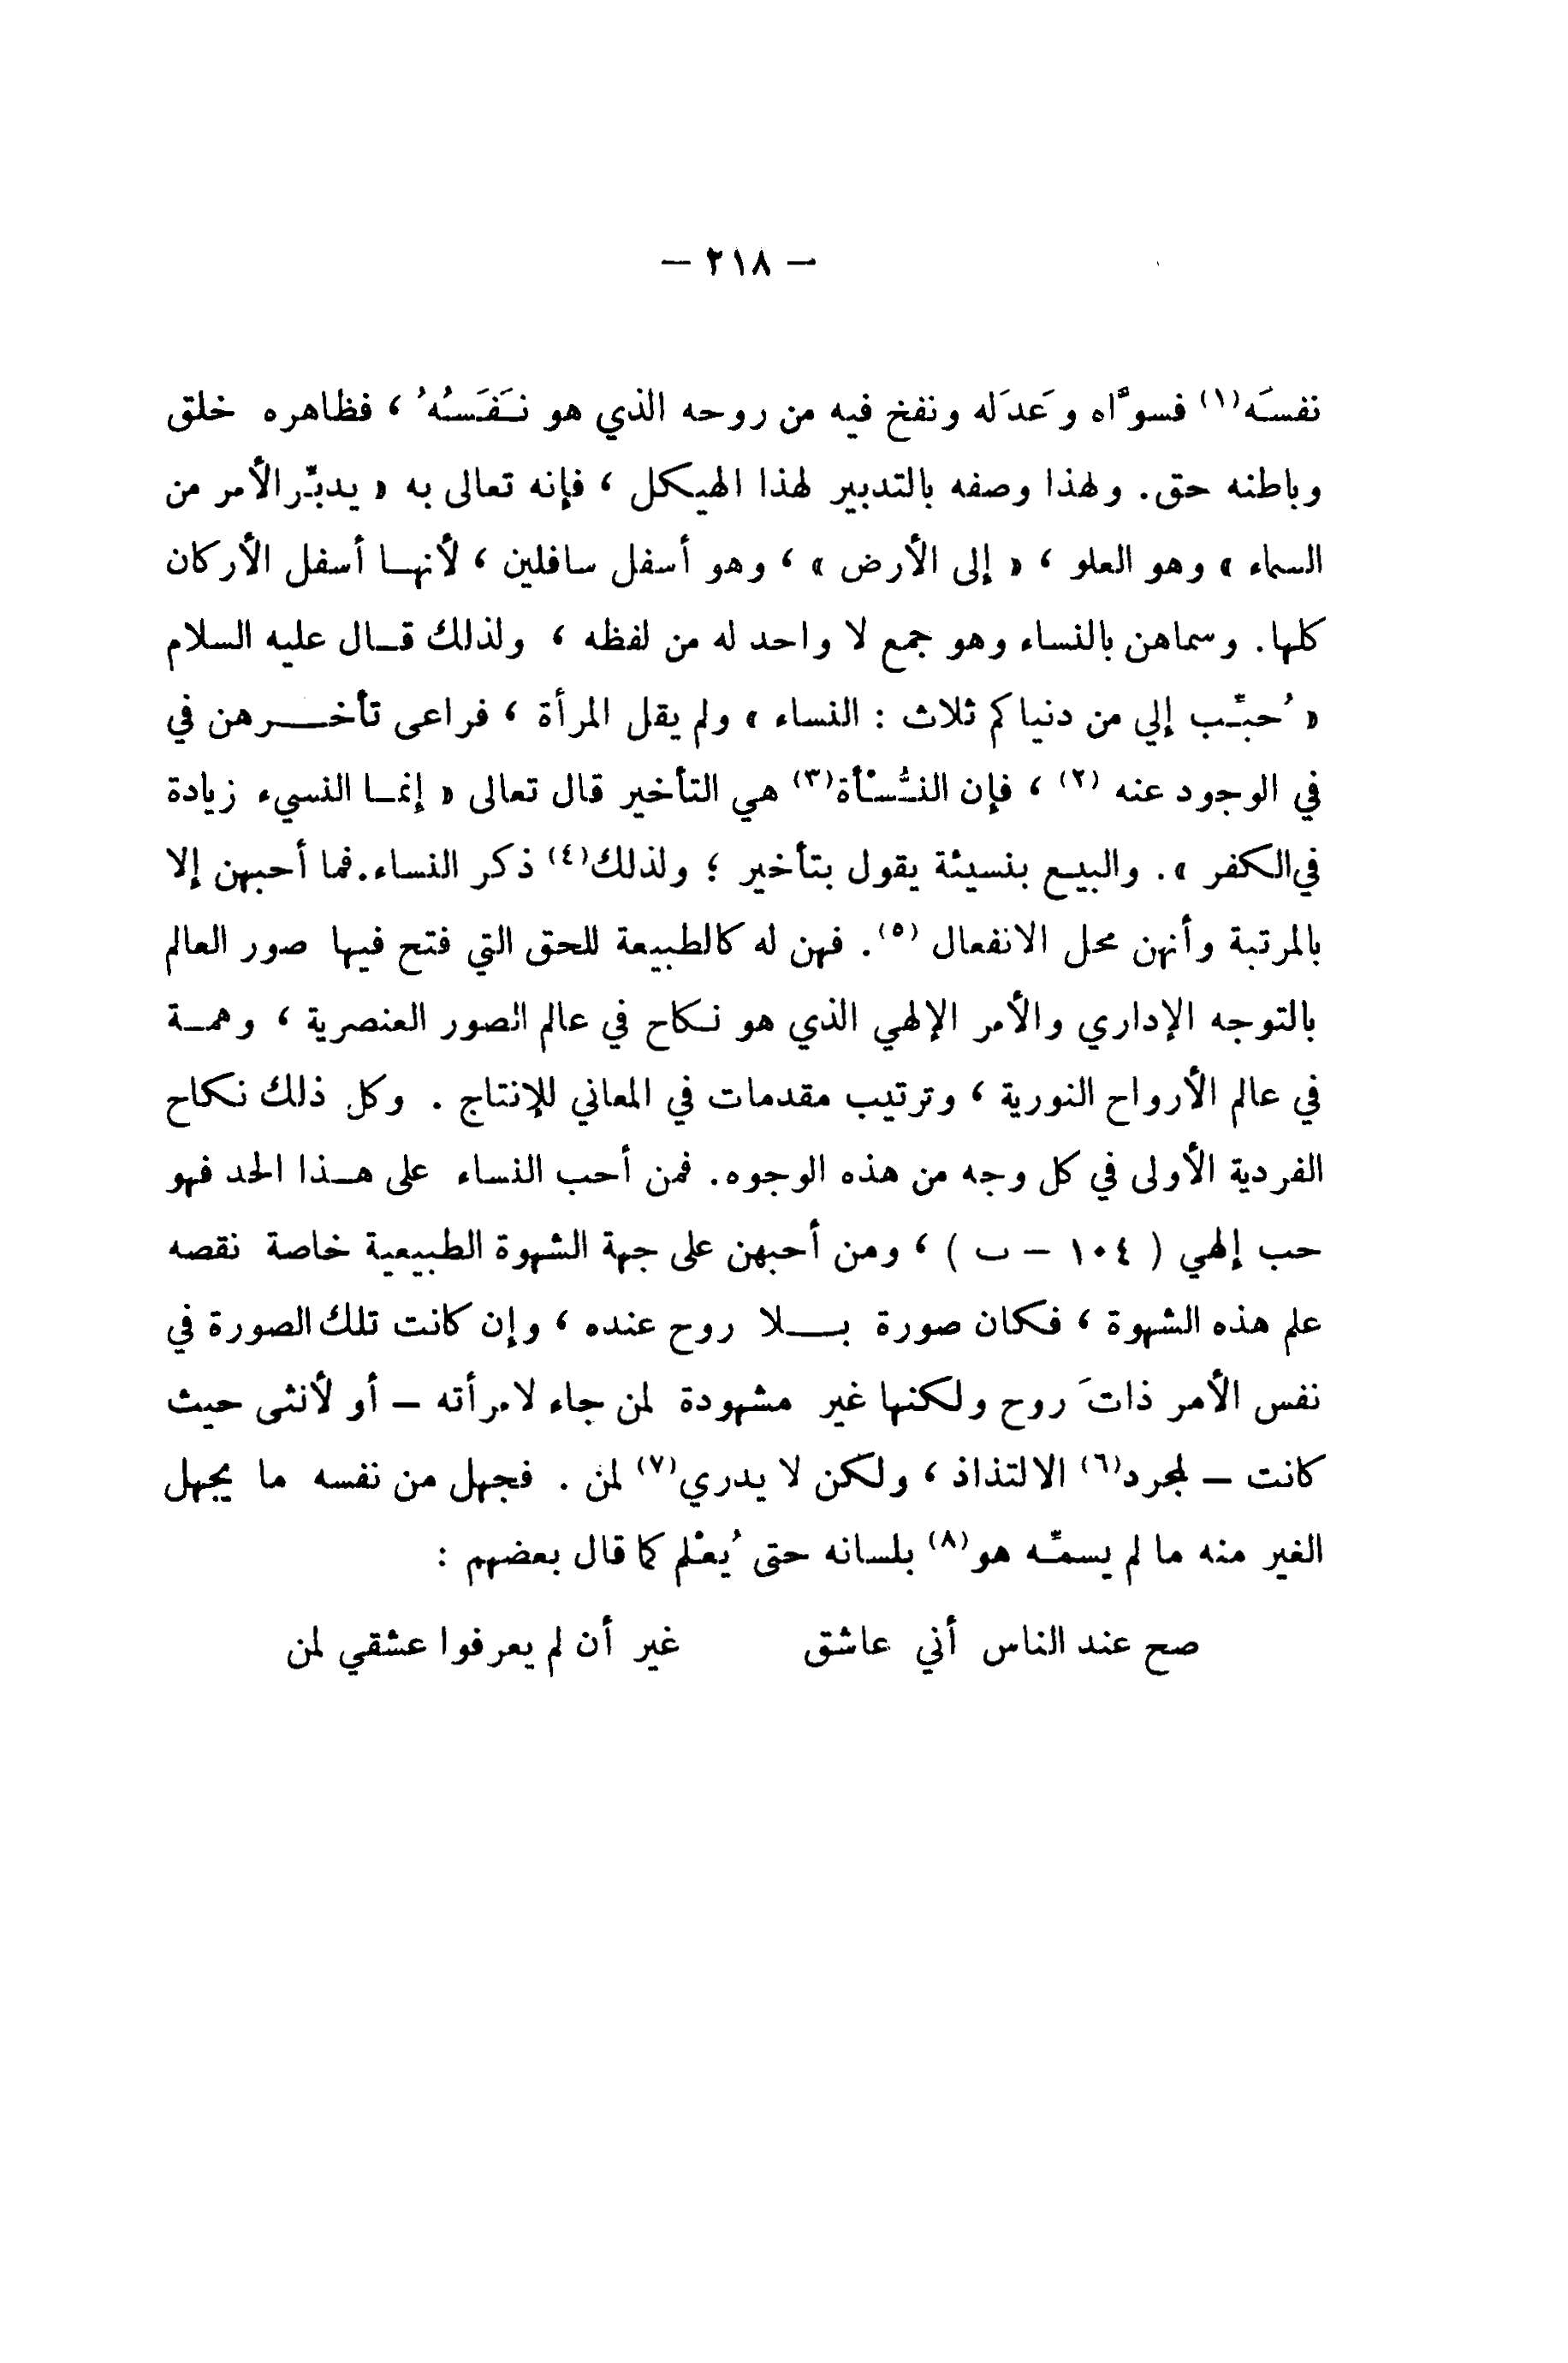 — ٢١٨ —
نفسَه(١) فسوَّاه وعَدَله ونفخ فيه من روحه الذي هو نَفَسُهُ ، فظاهره خلق
وباطنه حق. ولهذا وصفه بالتدبير لهذا الهيكل ، فإنه تعالى به « يدبِّر الأمر من
السماء » وهو العلو ، « إلى الأرض » ، وهو أسفل سافلين ، لأنها أسفل الأركان
كلها. وسماهن بالنساء وهو جمع لا واحد له من لفظه ، ولذلك قال عليه السلام
« حُبِّب إلي من دنياكم ثلاث : النساء » ولم يقل المرأة ، فراعى تأخرهن في
في الوجود عنه (٢) ، فإن النُّسْأة(٣) هي التأخير قال تعالى « إنما النسيء زيادة
في الكفر ». والبيع بنسيئة يقول بتأخير ؛ ولذلك(٤) ذكر النساء. فما أحبهن إلا
بالمرتبة وأنهن محل الانفعال (٥). فهن له كالطبيعة للحق التي فتح فيها صور العالم
بالتوجه الإداري والأمر الإلهي الذي هو نكاح في عالم الصور العنصرية ، وهمة
في عالم الأرواح النورية ، وترتيب مقدمات في المعاني للإنتاج . وكل ذلك نكاح
الفردية الأولى في كل وجه من هذه الوجوه. فمن أحب النساء على هذا الحد فهو
حب إلهي ( ١٠٤ – ب ) ، ومن أحبهن على جهة الشهوة الطبيعية خاصة نقصه
علم هذه الشهوة ، فكان صورة بلا روح عنده ، وإن كانت تلك الصورة في
نفس الأمر ذاتَ روح ولكنها غير مشهودة لمن جاء لامرأته – أو لأنثى حيث
كانت – لمجرد(٦) الالتذاذ ، ولكن لا يدري(٧) لمن . فجهل من نفسه ما يجهل
الغير منه ما لم يسمِّه هو(٨) بلسانه حتى يُعْلم كما قال بعضهم :
صح عند الناس أني عاشق غير أن لم يعرفوا عشقي لمن